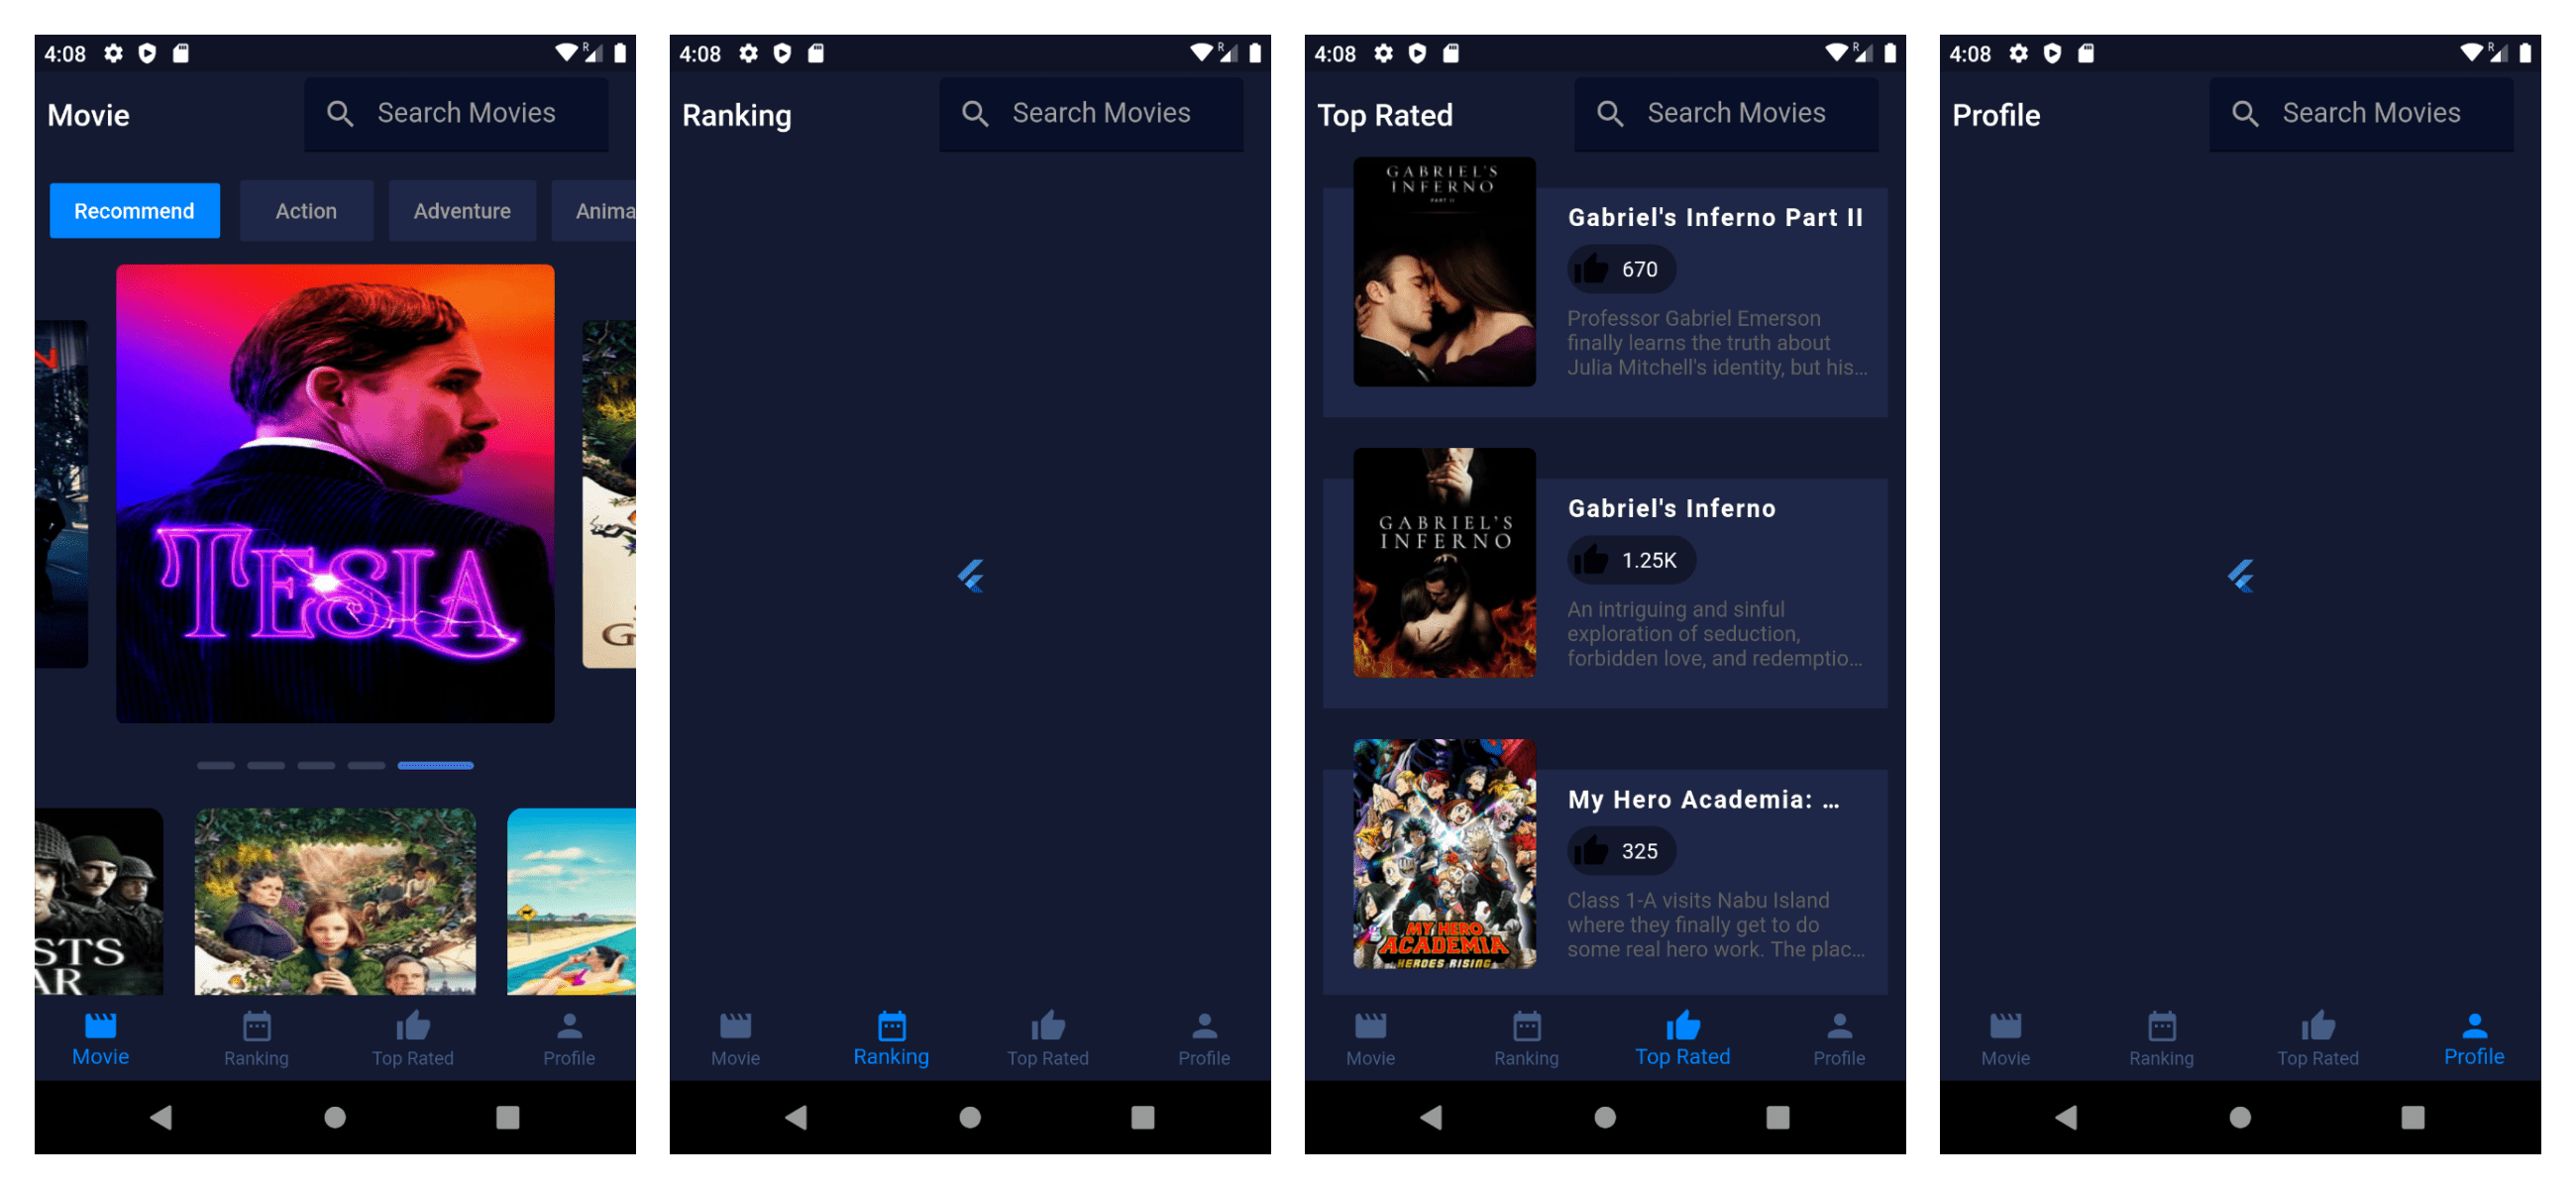 4:08
Movie
Search Movies
Recommend
Action
Adventure
Anima
N
TESLA
G
STS
AR
Movie
Ranking
Top Rated
Profile
4:08
R
Ranking
Search Movies
Movie
Ranking
Top Rated
Profile
4:08
R
Top Rated
Search Movies
GABRIEL'S
INFERNO
PART II
Gabriel's Inferno Part II
670
Professor Gabriel Emerson
finally learns the truth about
Julia Mitchell's identity, but his…
GABRIEL'S
INFERNO
Gabriel's Inferno
1.25K
An intriguing and sinful
exploration of seduction,
forbidden love, and redemptio…
MY HERO
ACADEMIA
HEROES RISING
My Hero Academia: …
325
Class 1-A visits Nabu Island
where they finally get to do
some real hero work. The plac…
Movie
Ranking
Top Rated
Profile
4:08
R
Profile
Search Movies
Movie
Ranking
Top Rated
Profile